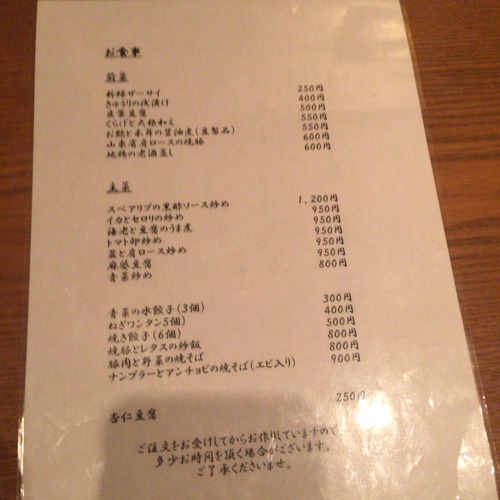 お食事
前菜
新緑ザーサイ 250円
きゅうりの浅漬け 400円
皮蛋豆腐 500円
くらげと大根和え 550円
お麩と木耳の醤油煮(豆製品) 550円
山東省肩ロースの焼豚 600円
地鶏の老酒蒸し 600円
主菜
スペアリブの黒酢ソース炒め 1,200円
イカとセロリの炒め 950円
海老と豆腐のうま煮 950円
トマト卵炒め 950円
韮と肩ロース炒め 950円
麻婆豆腐 950円
青菜炒め 800円
青菜の水餃子(3個) 300円
ねぎワンタン5個) 400円
焼き餃子(6個) 500円
焼豚とレタスの炒飯 800円
豚肉と野菜の焼そば 800円
ナンプラーとアンチョビの焼そば(エビ入り) 900円
杏仁豆腐 250円
ご注文をお受けしてからお作りしていますので
多少お時間を頂く場合がございます。
ご了承くださいませ。